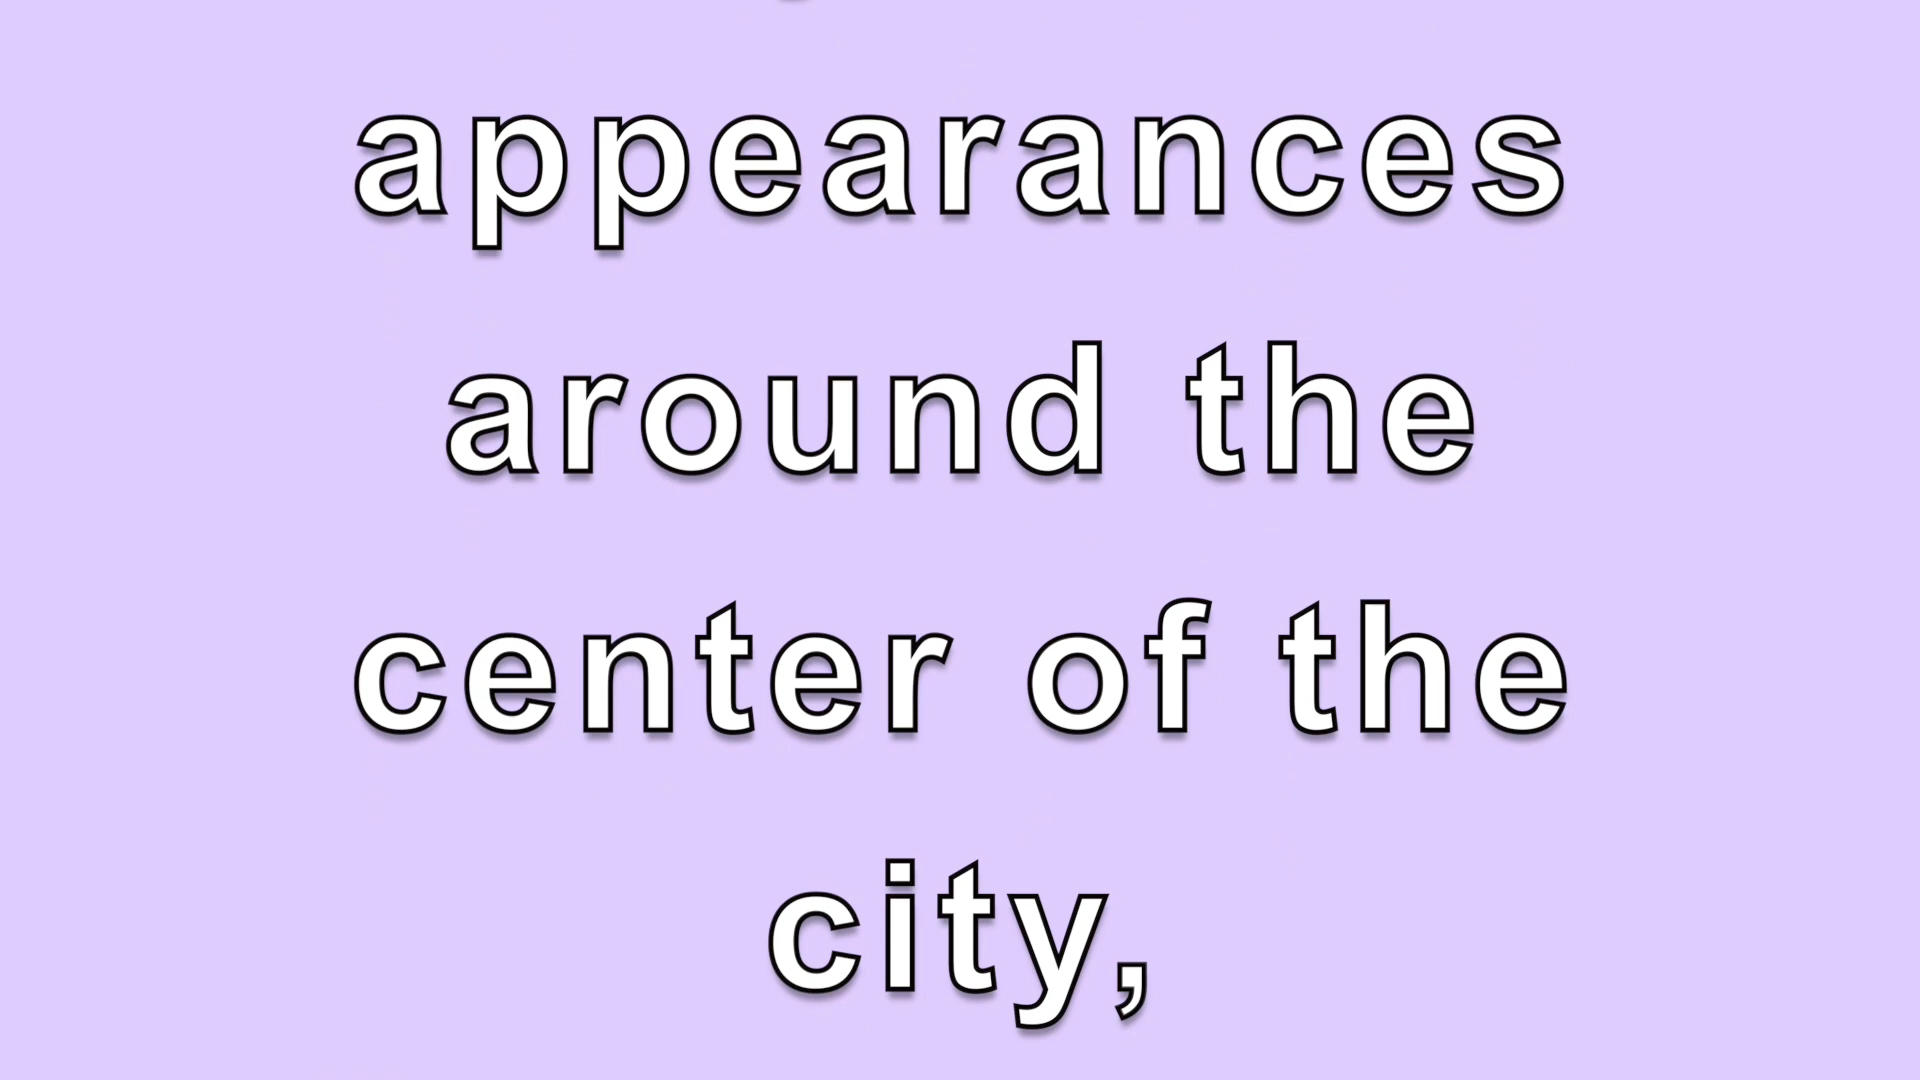 appearances
around the
center of the
city,